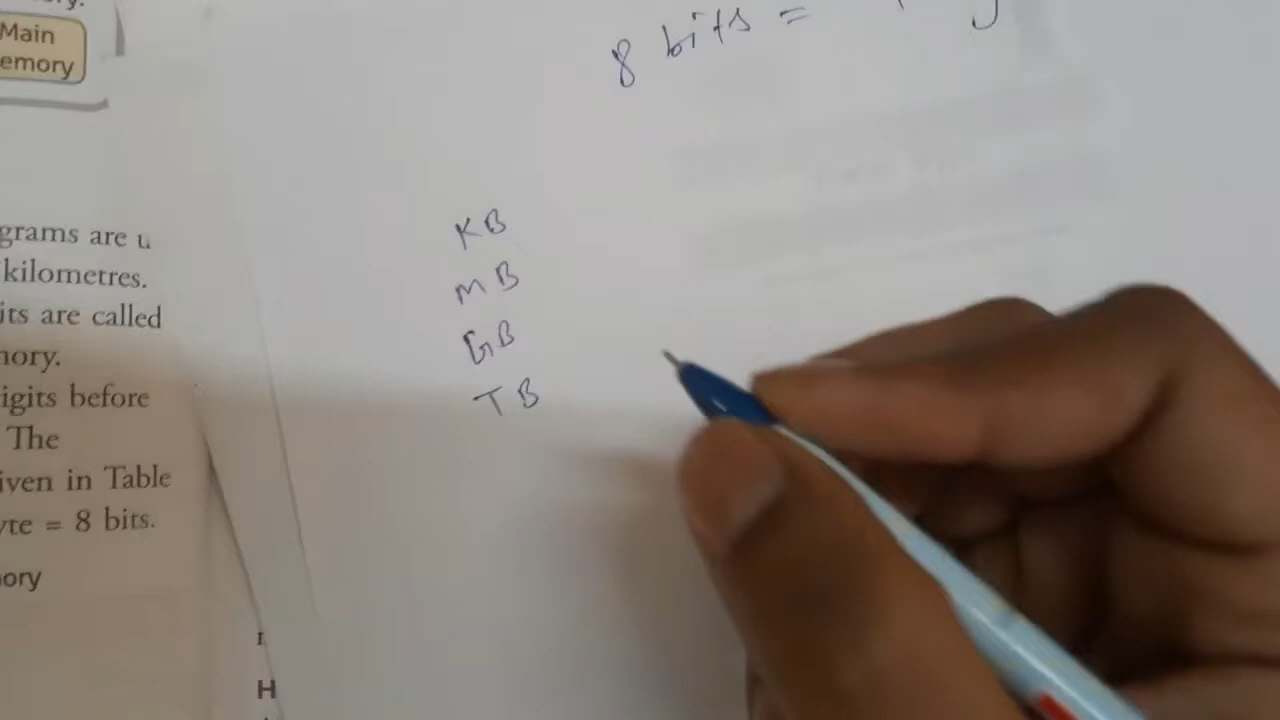 Main
emory
grams are u
kilometres.
its are called
nory.
igits before
The
iven in Table
yte = 8 bits.
ory
H
8 bits =
KB
MB
GB
TB